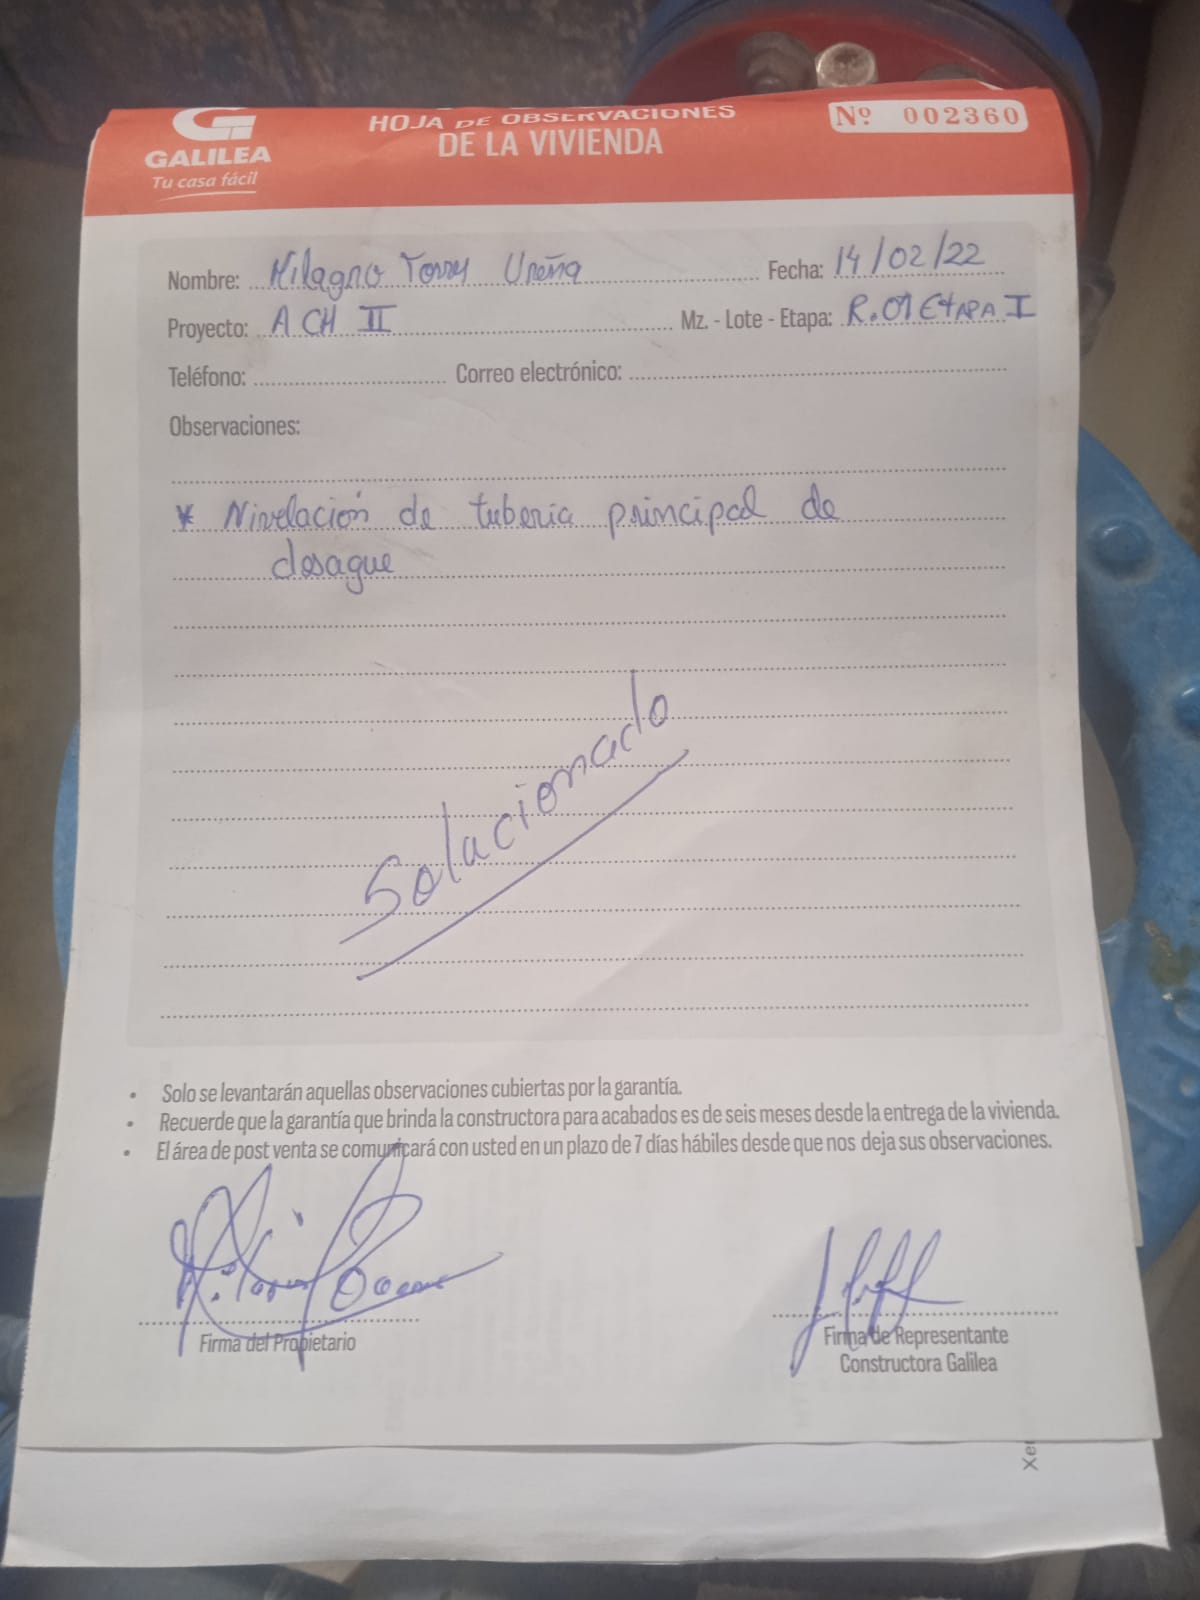 GALILEA
Tu casa fácil
HOJA DE OBSERVACIONES
DE LA VIVIENDA
Nº 002360
Nombre: Milagno Torres Ureña Fecha: 14/02/22
Proyecto: A CH II Mz. - Lote - Etapa: R.01 EtAPA I
Teléfono: Correo electrónico:
Observaciones:
* Nivelación de tuberia principal de
desague
Solucionado
• Solo se levantarán aquellas observaciones cubiertas por la garantía.
• Recuerde que la garantía que brinda la constructora para acabados es de seis meses desde la entrega de la vivienda.
• El área de post venta se comunicará con usted en un plazo de 7 días hábiles desde que nos deja sus observaciones.
Firma del Propietario
Firma de Representante
Constructora Galilea
Xe